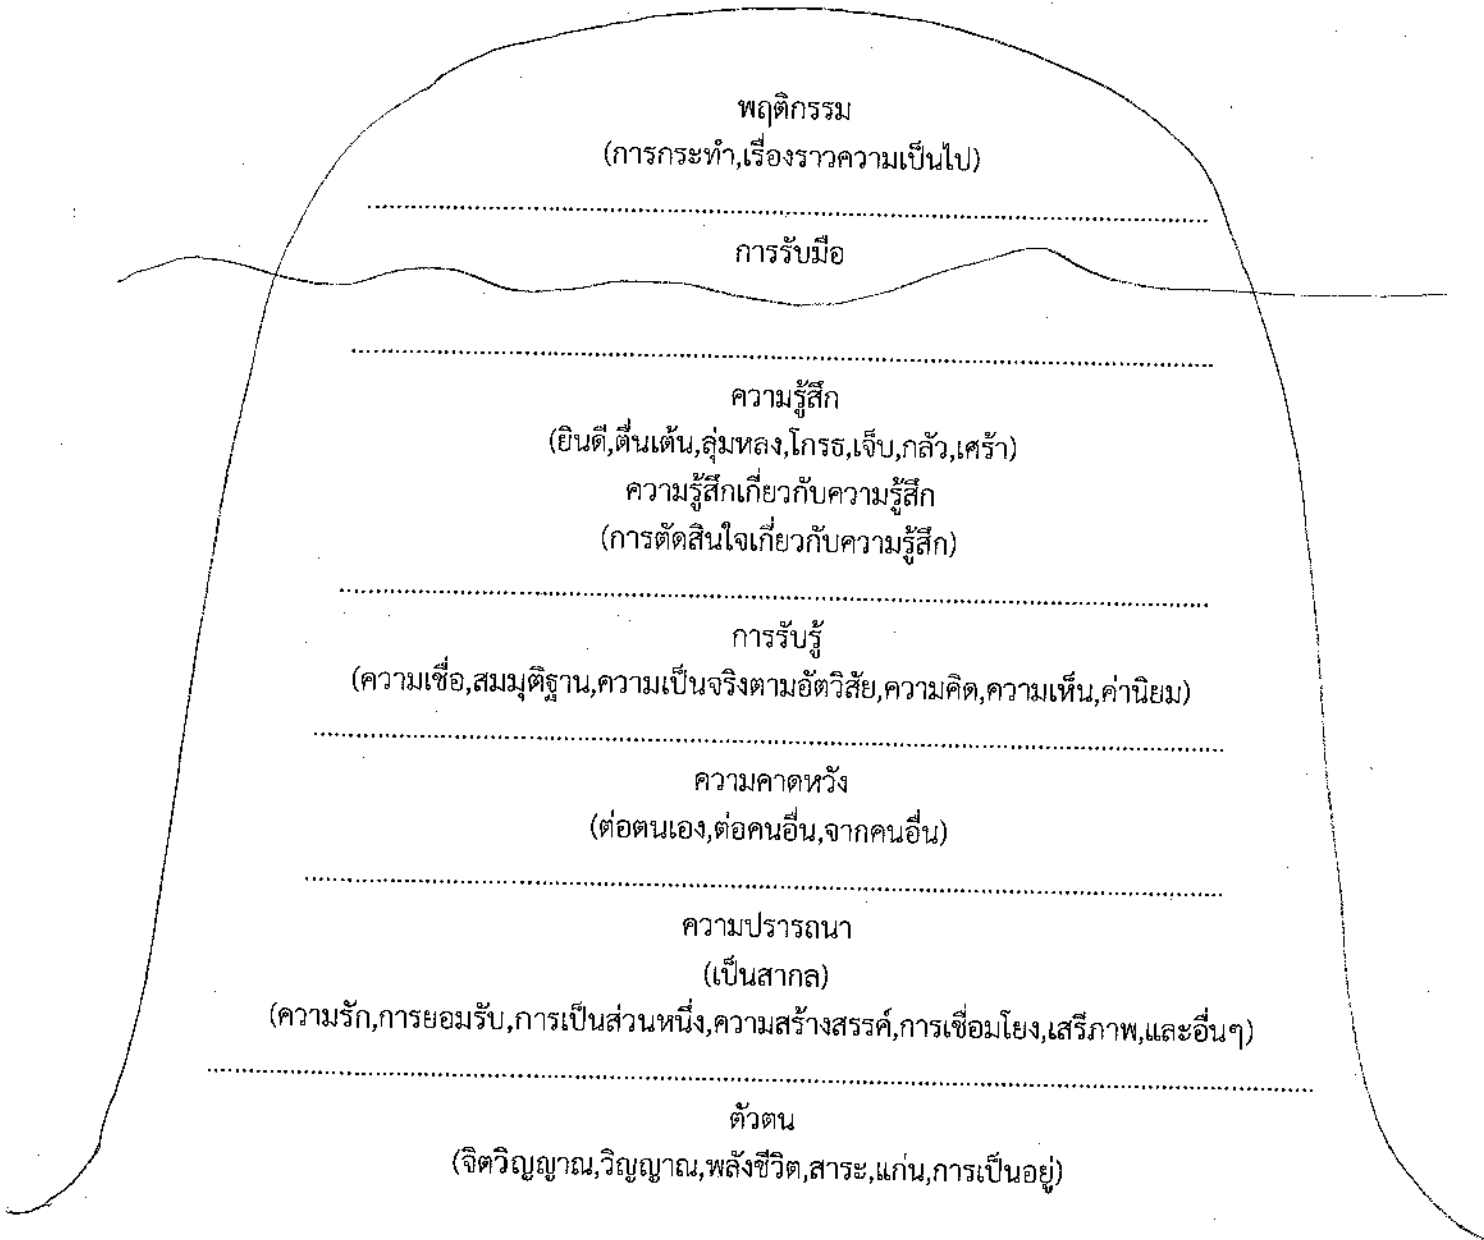 พฤติกรรม
(การกระทำ,เรื่องราวความเป็นไป)
การรับมือ
ความรู้สึก
(ยินดี,ตื่นเต้น,ลุ่มหลง,โกรธ,เจ็บ,กลัว,เศร้า)
ความรู้สึกเกี่ยวกับความรู้สึก
(การตัดสินใจเกี่ยวกับความรู้สึก)
การรับรู้
(ความเชื่อ,สมมุติฐาน,ความเป็นจริงตามอัตวิสัย,ความคิด,ความเห็น,ค่านิยม)
ความคาดหวัง
(ต่อตนเอง,ต่อคนอื่น,จากคนอื่น)
ความปรารถนา
(เป็นสากล)
(ความรัก,การยอมรับ,การเป็นส่วนหนึ่ง,ความสร้างสรรค์,การเชื่อมโยง,เสรีภาพ,และอื่นๆ)
ตัวตน
(จิตวิญญาณ,วิญญาณ,พลังชีวิต,สาระ,แก่น,การเป็นอยู่)